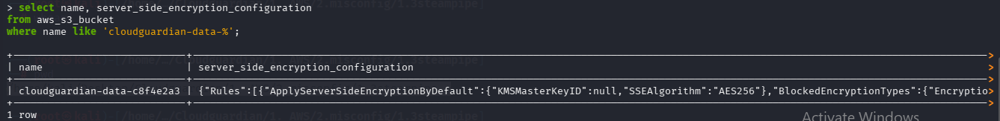 > select name, server_side_encryption_configuration
from aws_s3_bucket
where name like 'cloudguardian-data-%';
| name | server_side_encryption_configuration >
| cloudguardian-data-c8f4e2a3 | {"Rules":[{"ApplyServerSideEncryptionByDefault":{"KMSMasterKeyID":null,"SSEAlgorithm":"AES256"},"BlockedEncryptionTypes":{"Encryptio>
1 row
Activate Windows